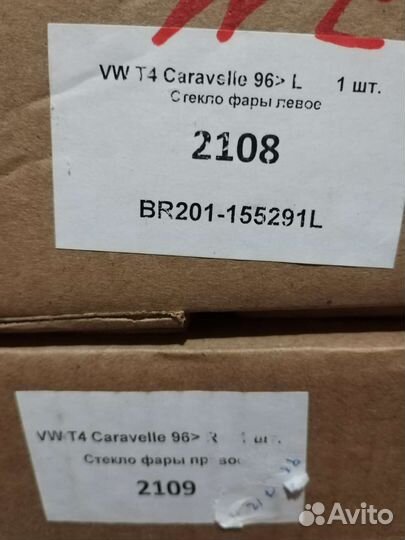 VW T4 Caravelle 96> L 1 шт.
Стекло фары левое
2108
BR201-155291L
VW T4 Caravelle 96> R 1 шт.
Стекло фары
2109
Avito